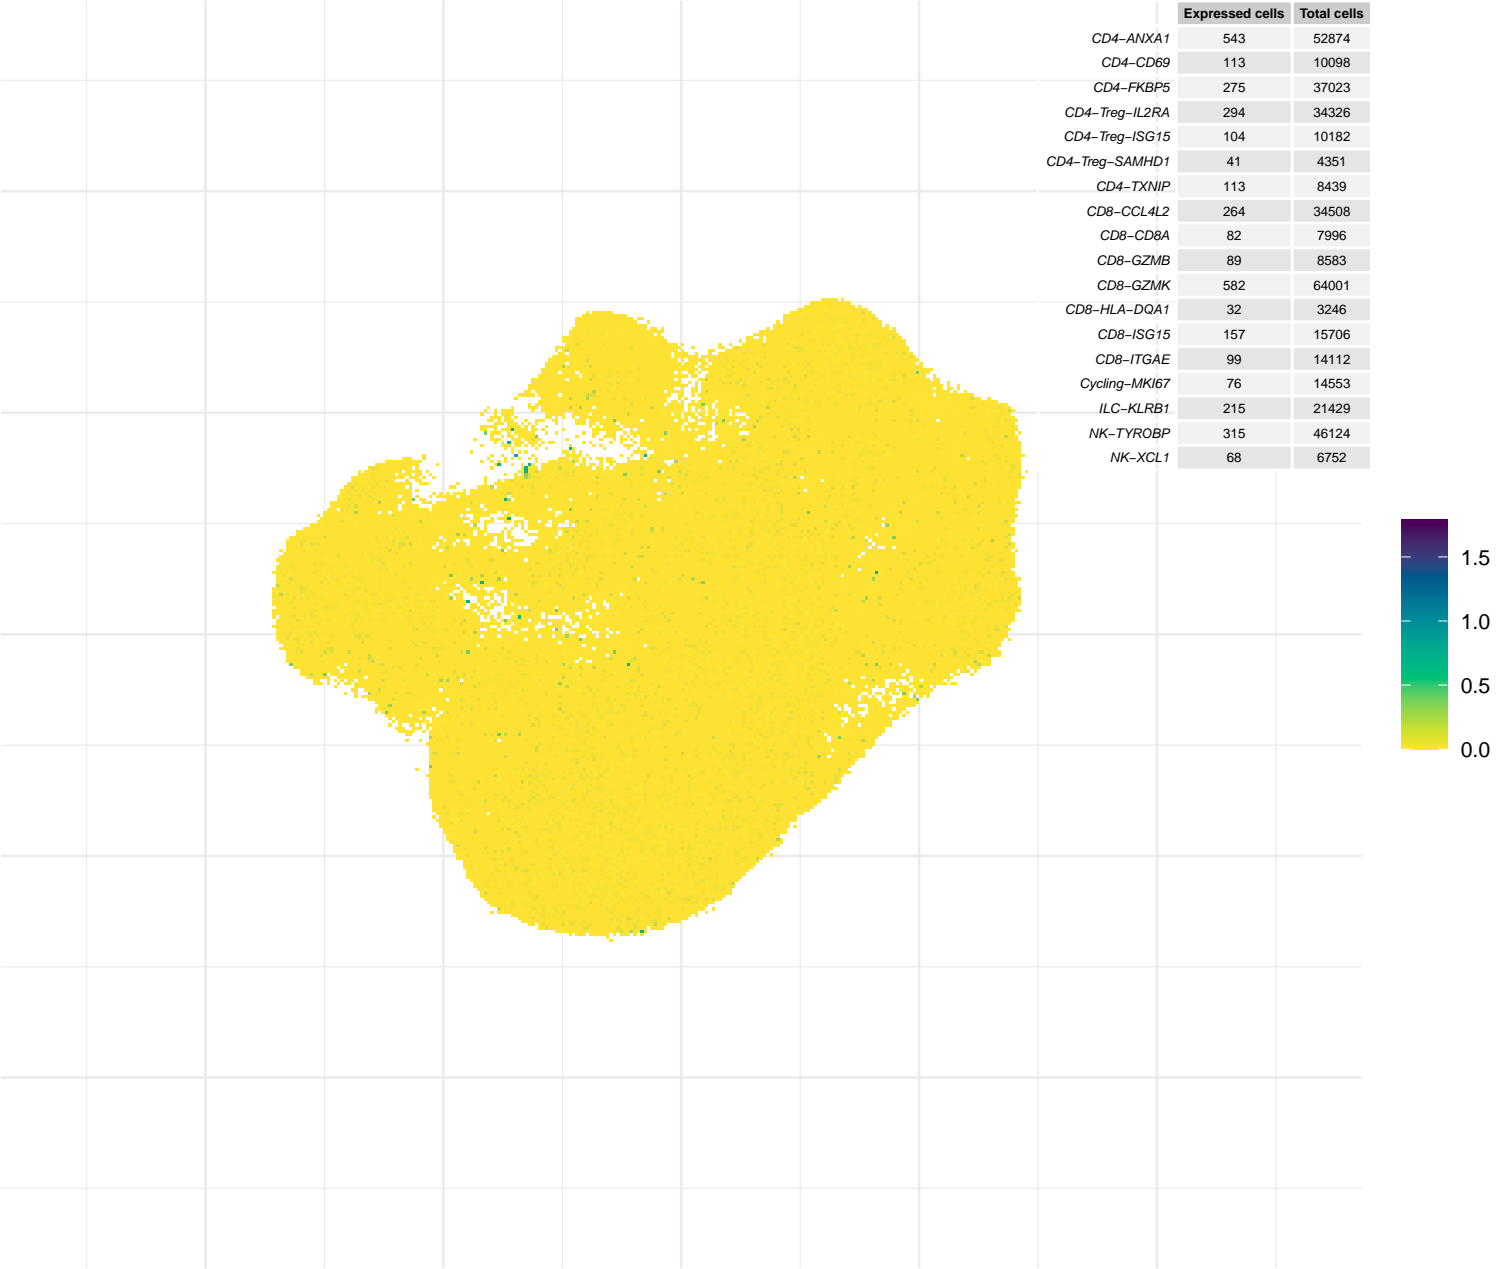 Expressed cells Total cells
CD4−ANXA1 543 52874
CD4−CD69 113 10098
CD4−FKBP5 275 37023
CD4−Treg−IL2RA 294 34326
CD4−Treg−ISG15 104 10182
CD4−Treg−SAMHD1 41 4351
CD4−TXNIP 113 8439
CD8−CCL4L2 264 34508
CD8−CD8A 82 7996
CD8−GZMB 89 8583
CD8−GZMK 582 64001
CD8−HLA−DQA1 32 3246
CD8−ISG15 157 15706
CD8−ITGAE 99 14112
Cycling−MKI67 76 14553
ILC−KLRB1 215 21429
NK−TYROBP 315 46124
NK−XCL1 68 6752
1.5
1.0
0.5
0.0